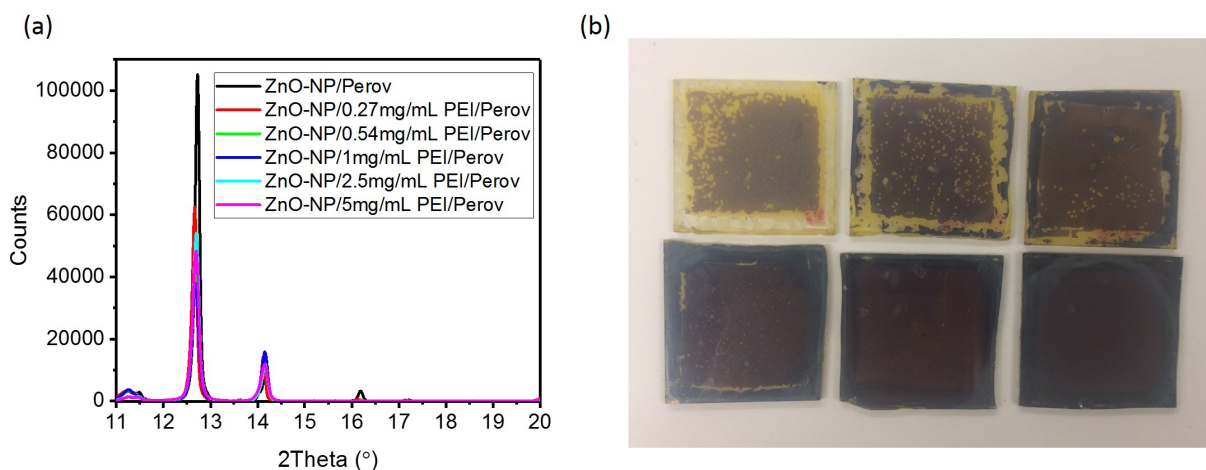 (a)
(b)
100000
80000
60000
40000
20000
0
Counts
ZnO-NP/Perov
ZnO-NP/0.27mg/mL PEI/Perov
ZnO-NP/0.54mg/mL PEI/Perov
ZnO-NP/1mg/mL PEI/Perov
ZnO-NP/2.5mg/mL PEI/Perov
ZnO-NP/5mg/mL PEI/Perov
11 12 13 14 15 16 17 18 19 20
2Theta (°)